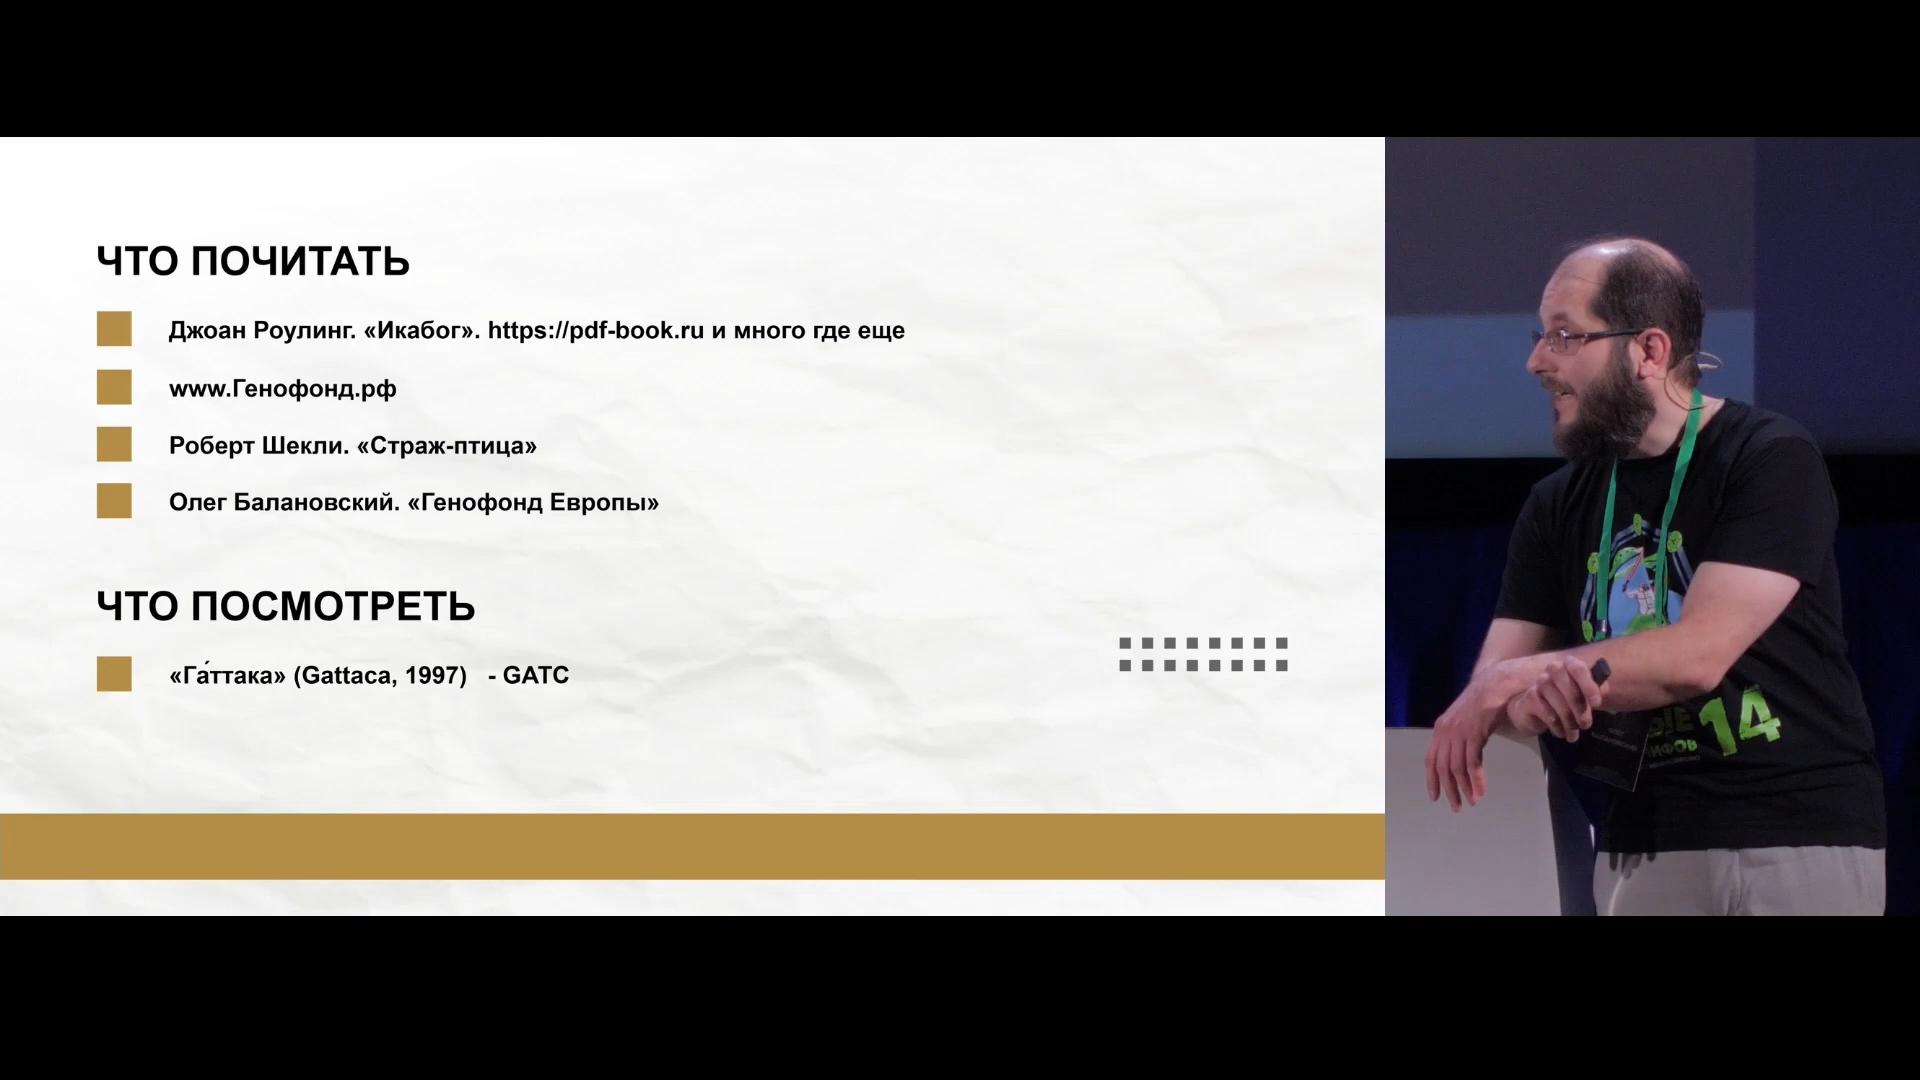 ЧТО ПОЧИТАТЬ
Джоан Роулинг. «Икабог». https://pdf-book.ru и много где еще
www.Генофонд.рф
Роберт Шекли. «Страж-птица»
Олег Балановский. «Генофонд Европы»
ЧТО ПОСМОТРЕТЬ
«Га́ттака» (Gattaca, 1997) - GATC
14